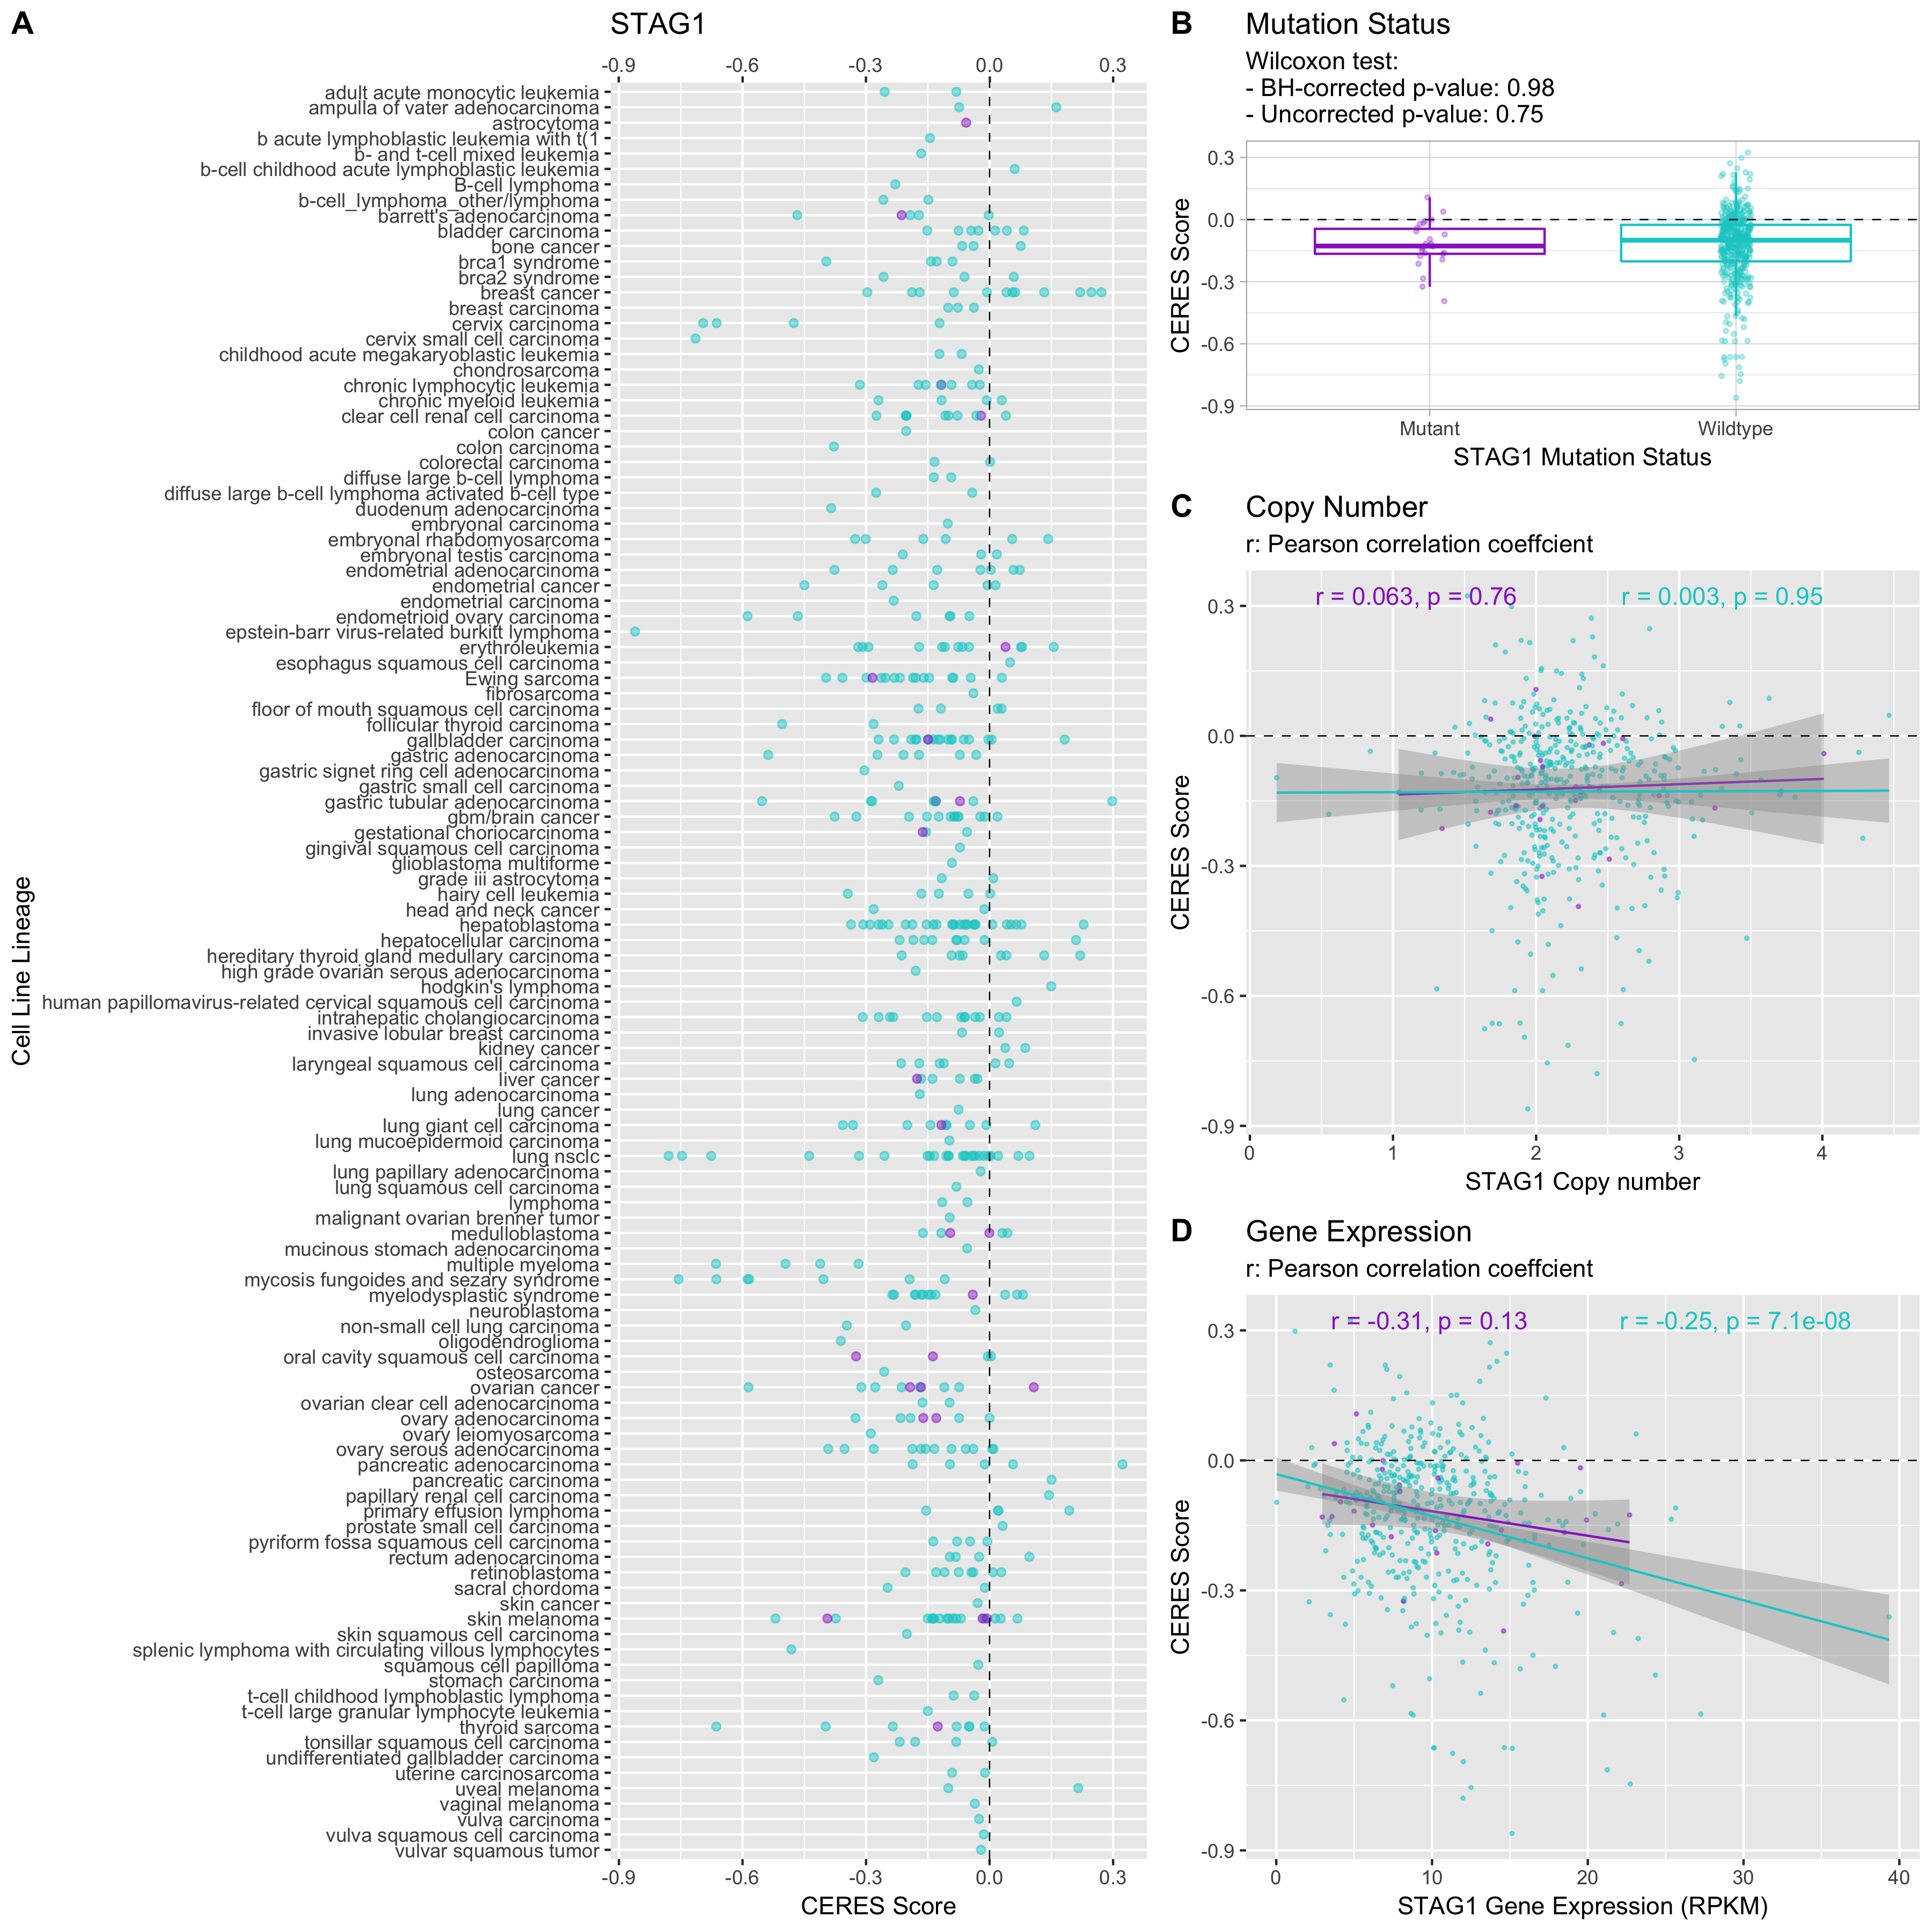 A
STAG1
-0.9 -0.6 -0.3 0.0 0.3
adult acute monocytic leukemia
ampulla of vater adenocarcinoma
astrocytoma
b acute lymphoblastic leukemia with t(1
b- and t-cell mixed leukemia
b-cell childhood acute lymphoblastic leukemia
B-cell lymphoma
b-cell_lymphoma_other/lymphoma
barrett's adenocarcinoma
bladder carcinoma
bone cancer
brca1 syndrome
brca2 syndrome
breast cancer
breast carcinoma
cervix carcinoma
cervix small cell carcinoma
childhood acute megakaryoblastic leukemia
chondrosarcoma
chronic lymphocytic leukemia
chronic myeloid leukemia
clear cell renal cell carcinoma
colon cancer
colon carcinoma
colorectal carcinoma
diffuse large b-cell lymphoma
diffuse large b-cell lymphoma activated b-cell type
duodenum adenocarcinoma
embryonal carcinoma
embryonal rhabdomyosarcoma
embryonal testis carcinoma
endometrial adenocarcinoma
endometrial cancer
endometrial carcinoma
endometrioid ovary carcinoma
epstein-barr virus-related burkitt lymphoma
erythroleukemia
esophagus squamous cell carcinoma
Ewing sarcoma
fibrosarcoma
floor of mouth squamous cell carcinoma
follicular thyroid carcinoma
gallbladder carcinoma
gastric adenocarcinoma
gastric signet ring cell adenocarcinoma
gastric small cell carcinoma
gastric tubular adenocarcinoma
gbm/brain cancer
gestational choriocarcinoma
gingival squamous cell carcinoma
glioblastoma multiforme
grade iii astrocytoma
hairy cell leukemia
head and neck cancer
hepatoblastoma
hepatocellular carcinoma
hereditary thyroid gland medullary carcinoma
high grade ovarian serous adenocarcinoma
hodgkin's lymphoma
human papillomavirus-related cervical squamous cell carcinoma
intrahepatic cholangiocarcinoma
invasive lobular breast carcinoma
kidney cancer
laryngeal squamous cell carcinoma
liver cancer
lung adenocarcinoma
lung cancer
lung giant cell carcinoma
lung mucoepidermoid carcinoma
lung nsclc
lung papillary adenocarcinoma
lung squamous cell carcinoma
lymphoma
malignant ovarian brenner tumor
medulloblastoma
mucinous stomach adenocarcinoma
multiple myeloma
mycosis fungoides and sezary syndrome
myelodysplastic syndrome
neuroblastoma
non-small cell lung carcinoma
oligodendroglioma
oral cavity squamous cell carcinoma
osteosarcoma
ovarian cancer
ovarian clear cell adenocarcinoma
ovary adenocarcinoma
ovary leiomyosarcoma
ovary serous adenocarcinoma
pancreatic adenocarcinoma
pancreatic carcinoma
papillary renal cell carcinoma
primary effusion lymphoma
prostate small cell carcinoma
pyriform fossa squamous cell carcinoma
rectum adenocarcinoma
retinoblastoma
sacral chordoma
skin cancer
skin melanoma
skin squamous cell carcinoma
splenic lymphoma with circulating villous lymphocytes
squamous cell papilloma
stomach carcinoma
t-cell childhood lymphoblastic lymphoma
t-cell large granular lymphocyte leukemia
thyroid sarcoma
tonsillar squamous cell carcinoma
undifferentiated gallbladder carcinoma
uterine carcinosarcoma
uveal melanoma
vaginal melanoma
vulva carcinoma
vulva squamous cell carcinoma
vulvar squamous tumor
-0.9 -0.6 -0.3 0.0 0.3
CERES Score
Cell Line Lineage
B
Mutation Status
Wilcoxon test:
- BH-corrected p-value: 0.98
- Uncorrected p-value: 0.75
0.3
0.0
-0.3
-0.6
-0.9
CERES Score
Mutant Wildtype
STAG1 Mutation Status
C
Copy Number
r: Pearson correlation coeffcient
r = 0.063, p = 0.76 r = 0.003, p = 0.95
0.3
0.0
-0.3
-0.6
-0.9
CERES Score
0 1 2 3 4
STAG1 Copy number
D
Gene Expression
r: Pearson correlation coeffcient
r = -0.31, p = 0.13 r = -0.25, p = 7.1e-08
0.3
0.0
-0.3
-0.6
-0.9
CERES Score
0 10 20 30 40
STAG1 Gene Expression (RPKM)